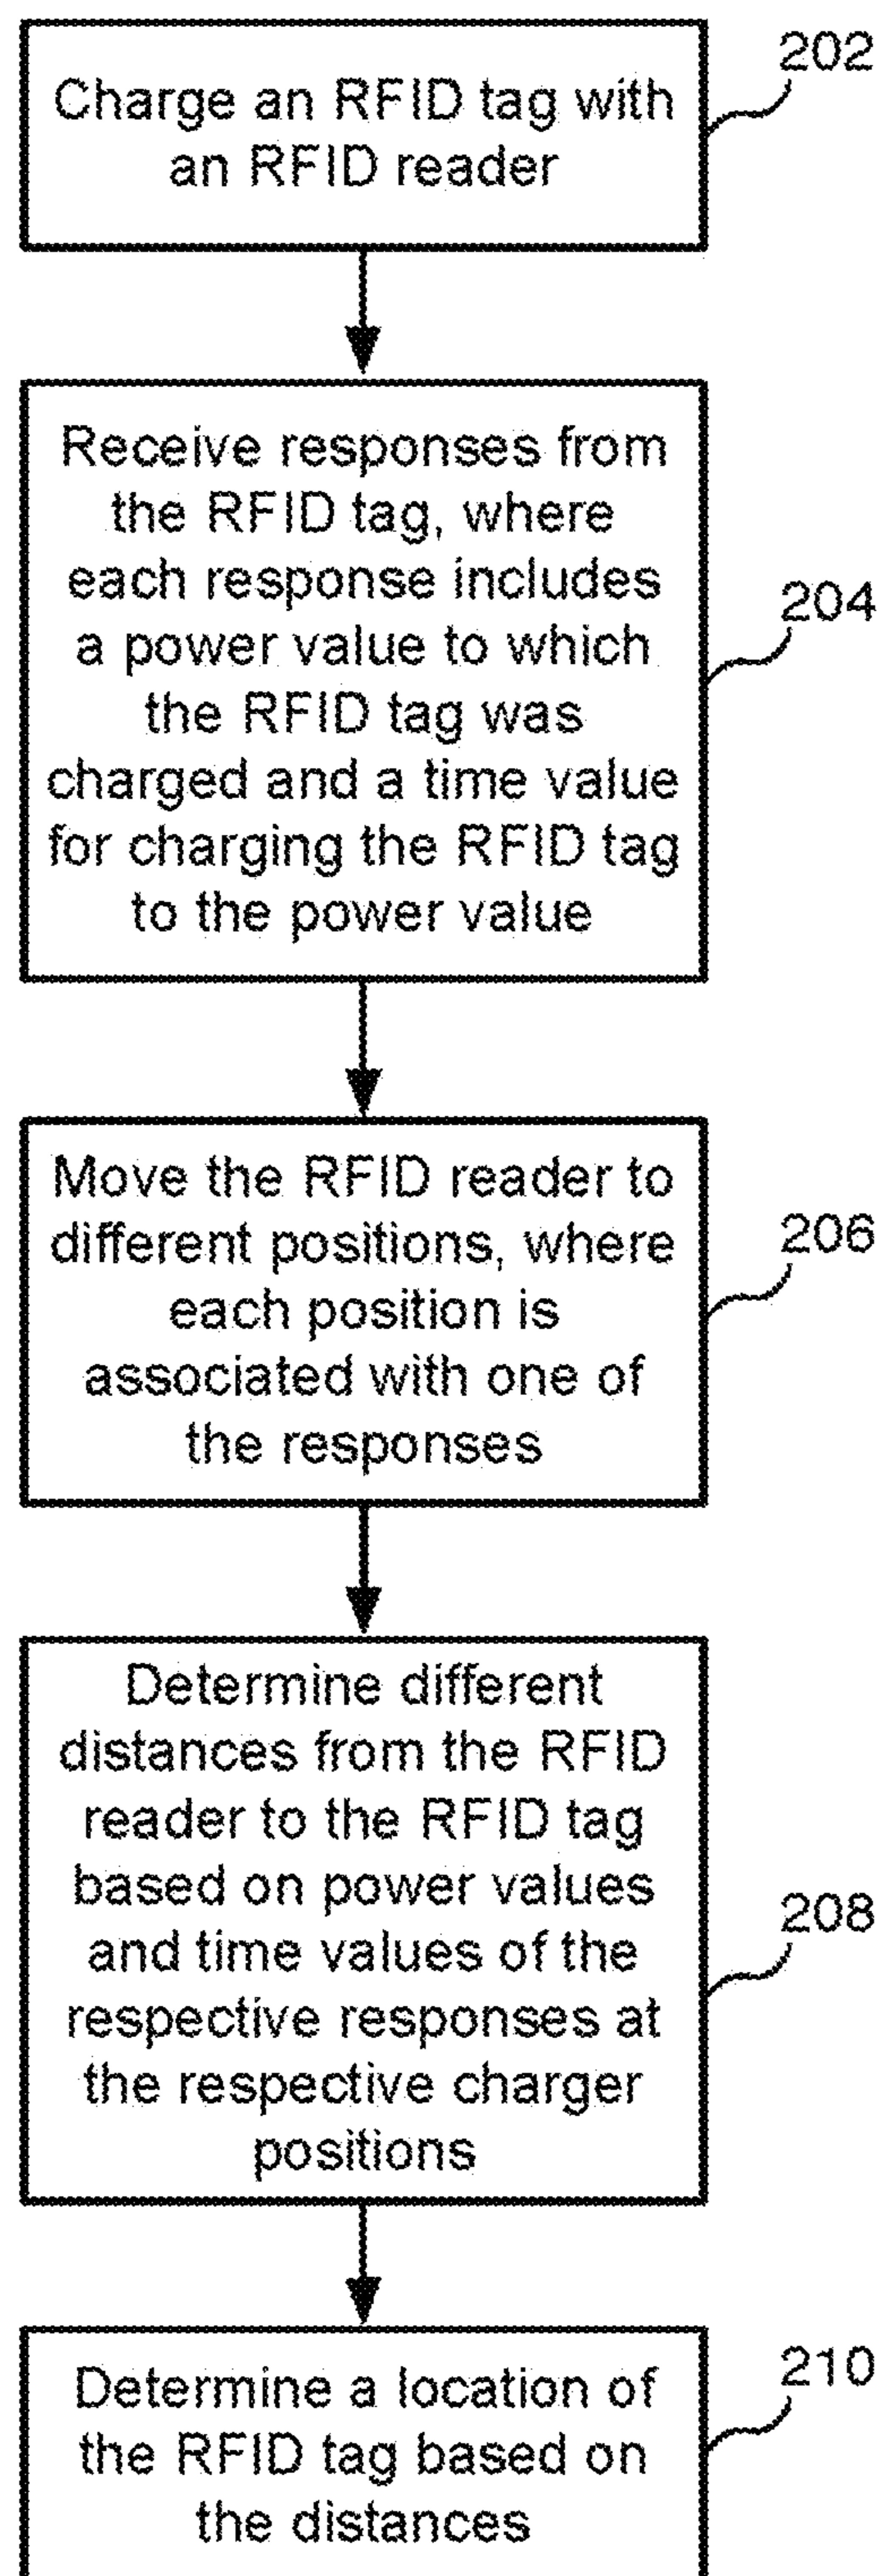 Charge an RFID tag with
an RFID reader
202
Receive responses from
the RFID tag, where
each response includes
a power value to which
the RFID tag was
charged and a time value
for charging the RFID tag
to the power value
204
Move the RFID reader to
different positions, where
each position is
associated with one of
the responses
206
Determine different
distances from the RFID
reader to the RFID tag
based on power values
and time values of the
respective responses at
the respective charger
positions
208
Determine a location of
the RFID tag based on
the distances
210